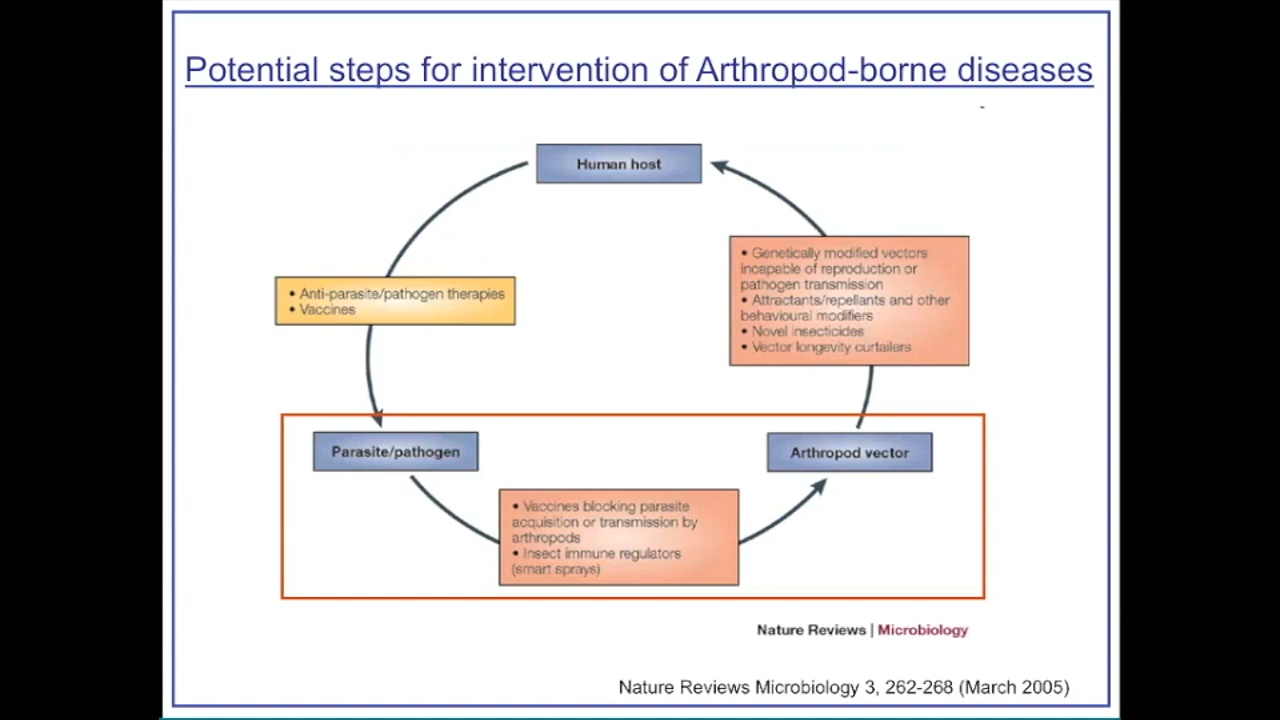 Potential steps for intervention of Arthropod-borne diseases
Human host
• Genetically modified vectors
incapable of reproduction or
pathogen transmission
• Attractants/repellants and other
behavioural modifiers
• Novel insecticides
• Vector longevity curtailers
• Anti-parasite/pathogen therapies
• Vaccines
Parasite/pathogen
Arthropod vector
• Vaccines blocking parasite
acquisition or transmission by
arthropods
• Insect immune regulators
(smart sprays)
Nature Reviews | Microbiology
Nature Reviews Microbiology 3, 262-268 (March 2005)